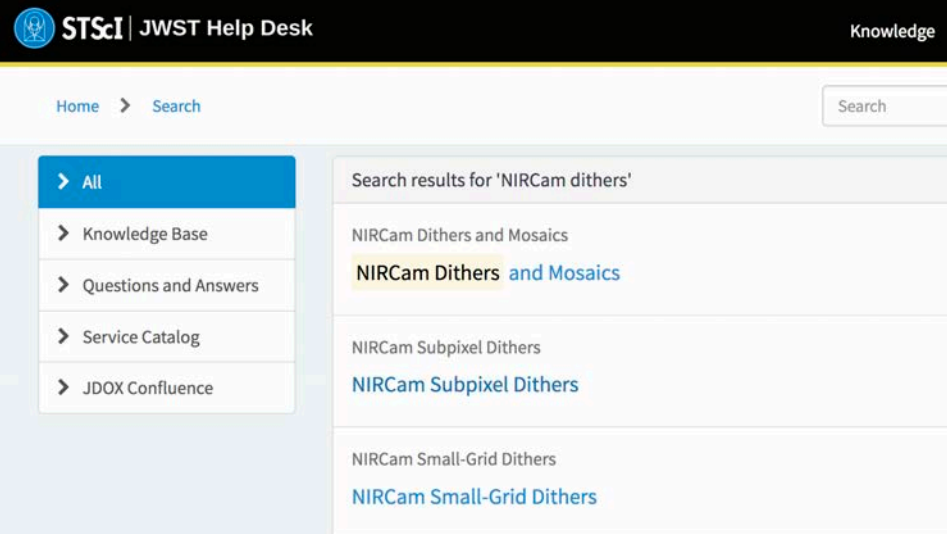 STScI | JWST Help Desk
Knowledge
Home > Search
Search
All
Knowledge Base
Questions and Answers
Service Catalog
JDOX Confluence
Search results for 'NIRCam dithers'
NIRCam Dithers and Mosaics
NIRCam Dithers and Mosaics
NIRCam Subpixel Dithers
NIRCam Subpixel Dithers
NIRCam Small-Grid Dithers
NIRCam Small-Grid Dithers